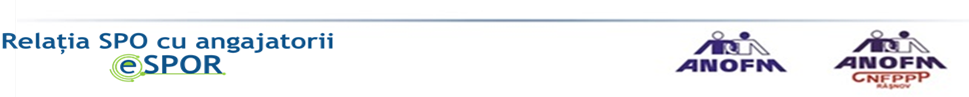 Relația SPO cu angajatorii
eSPOR
ANOFM
ANOFM
CNFPPP
RÂȘNOV